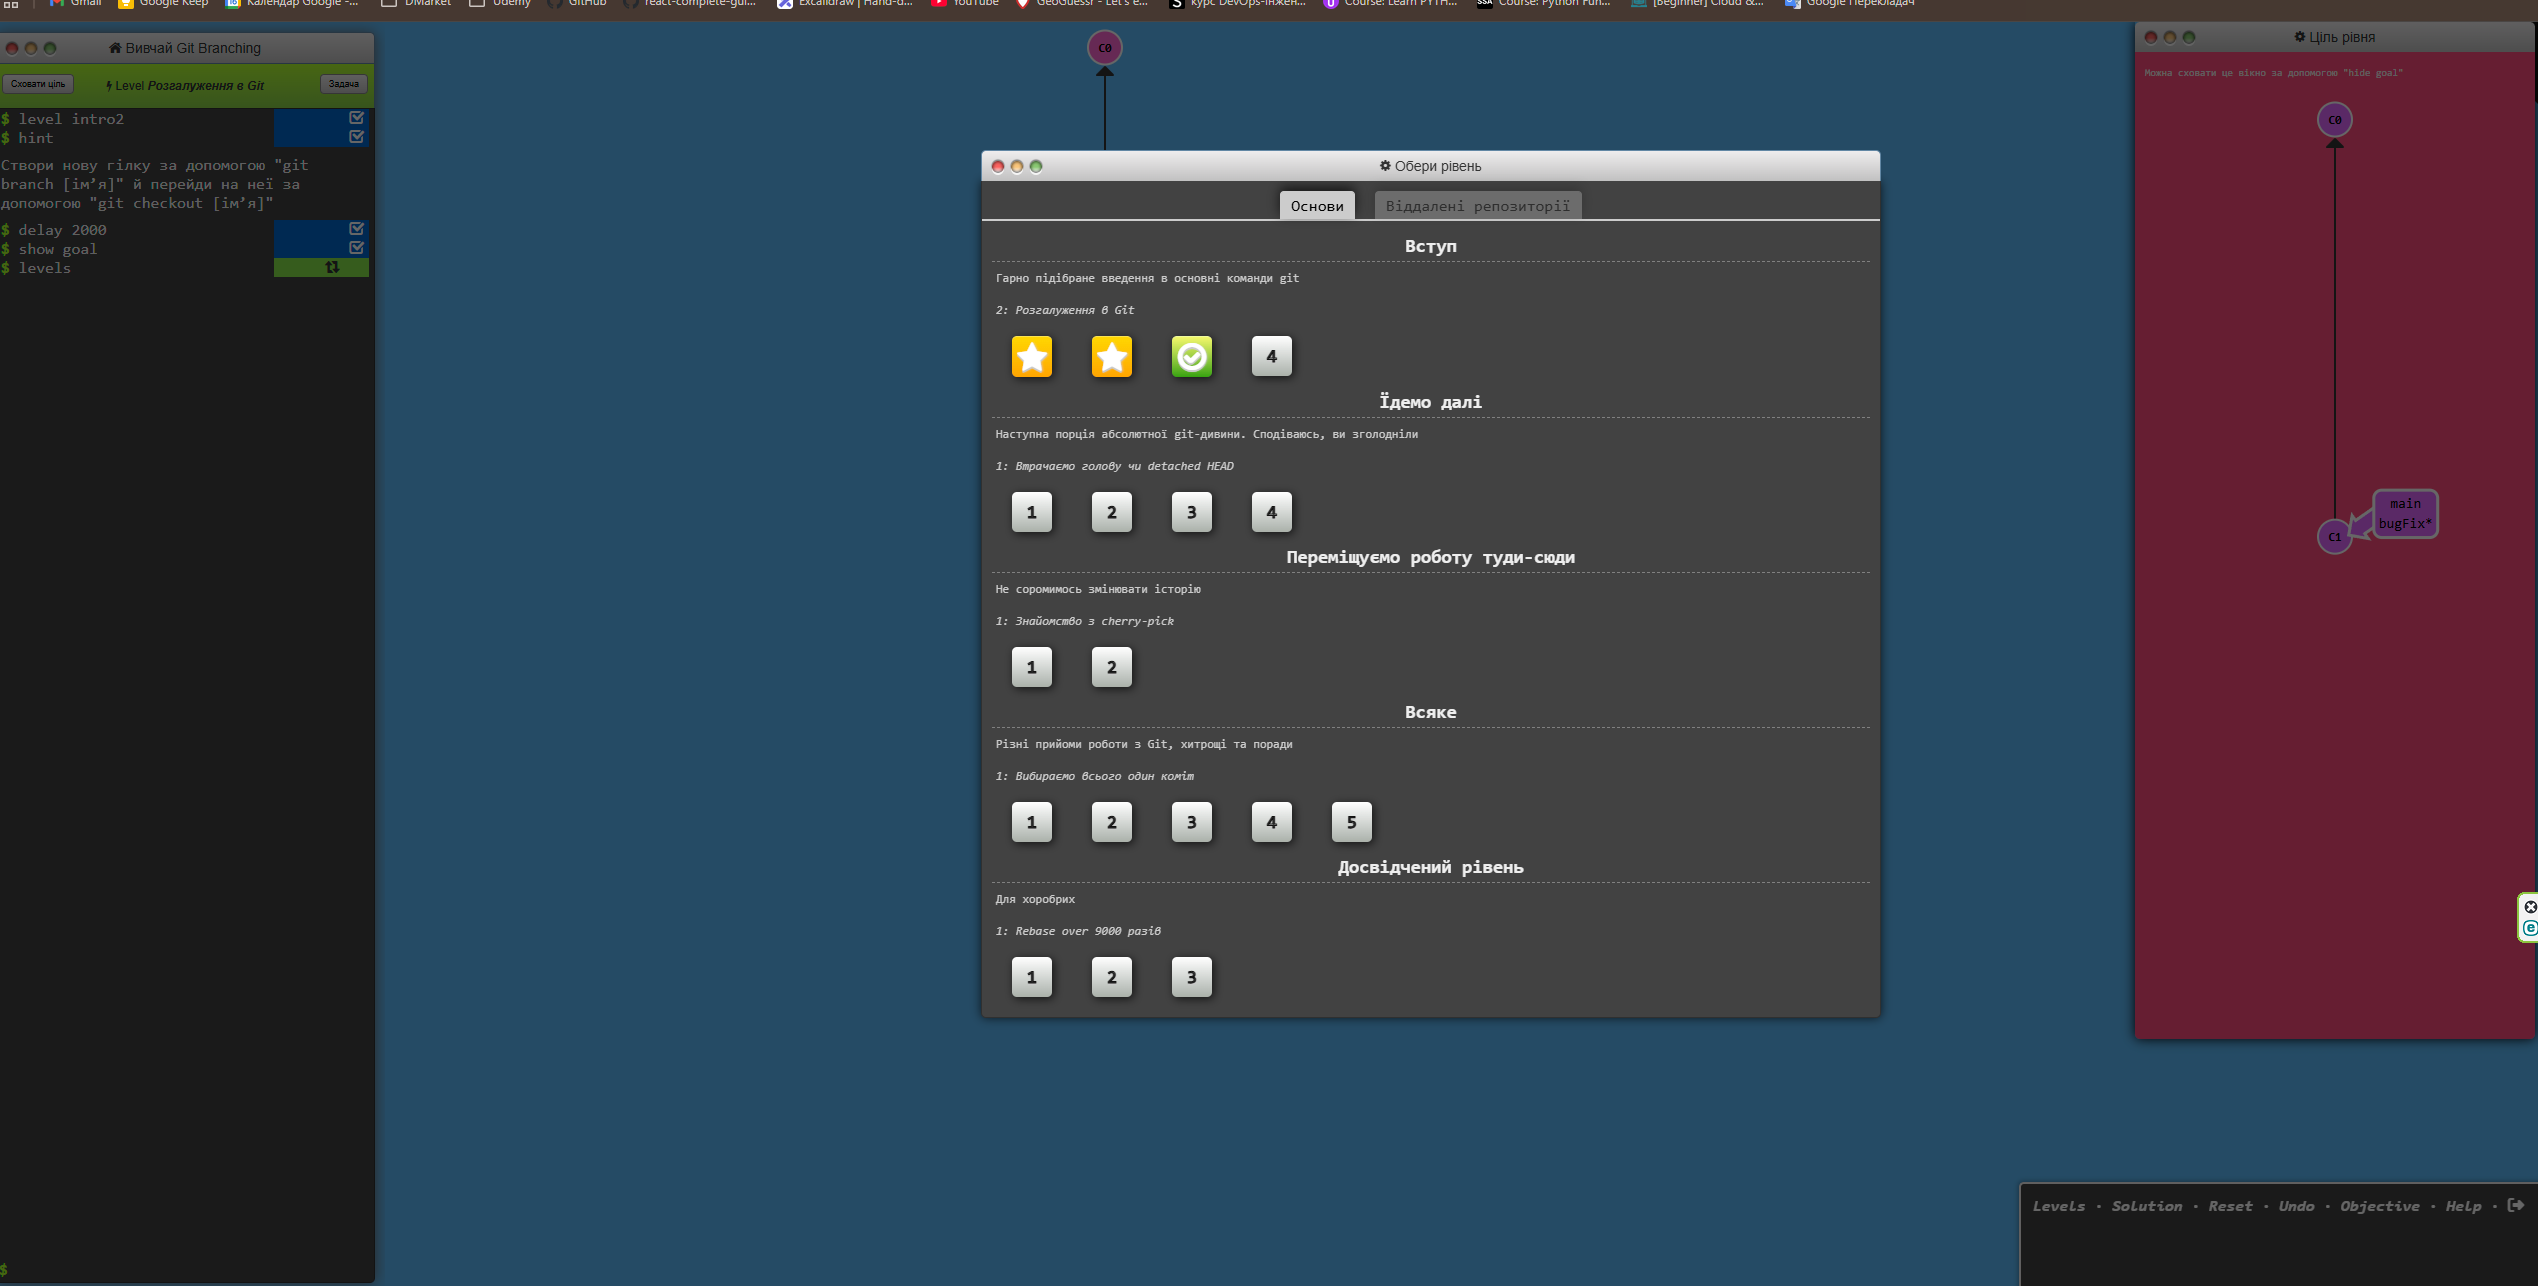 Gmail
Google Keep
Календар Google -...
DMarket
Udemy
GitHub
react-complete-gui...
Excalidraw | Hand-d...
YouTube
GeoGuessr - Let's e...
курс DevOps-інжен...
Course: Learn PYTH...
Course: Python Fun...
[Beginner] Cloud &...
Google Перекладач
Вивчай Git Branching
Сховати ціль
Level Розгалуження в Git
Задача
$ level intro2
$ hint
Створи нову гілку за допомогою "git
branch [ім’я]" й перейди на неї за
допомогою "git checkout [ім’я]"
$ delay 2000
$ show goal
$ levels
$
C0
Обери рівень
Основи
Віддалені репозиторії
Вступ
Гарно підібране введення в основні команди git
2: Розгалуження в Git
4
Їдемо далі
Наступна порція абсолютної git-дивини. Сподіваюсь, ви зголодніли
1: Втрачаємо голову чи detached HEAD
1 2 3 4
Переміщуємо роботу туди-сюди
Не соромимось змінювати історію
1: Знайомство з cherry-pick
1 2
Всяке
Різні прийоми роботи з Git, хитрощі та поради
1: Вибираємо всього один коміт
1 2 3 4 5
Досвідчений рівень
Для хоробрих
1: Rebase over 9000 разів
1 2 3
Ціль рівня
Можна сховати це вікно за допомогою "hide goal"
C0
main
bugFix*
C1
Levels · Solution · Reset · Undo · Objective · Help ·